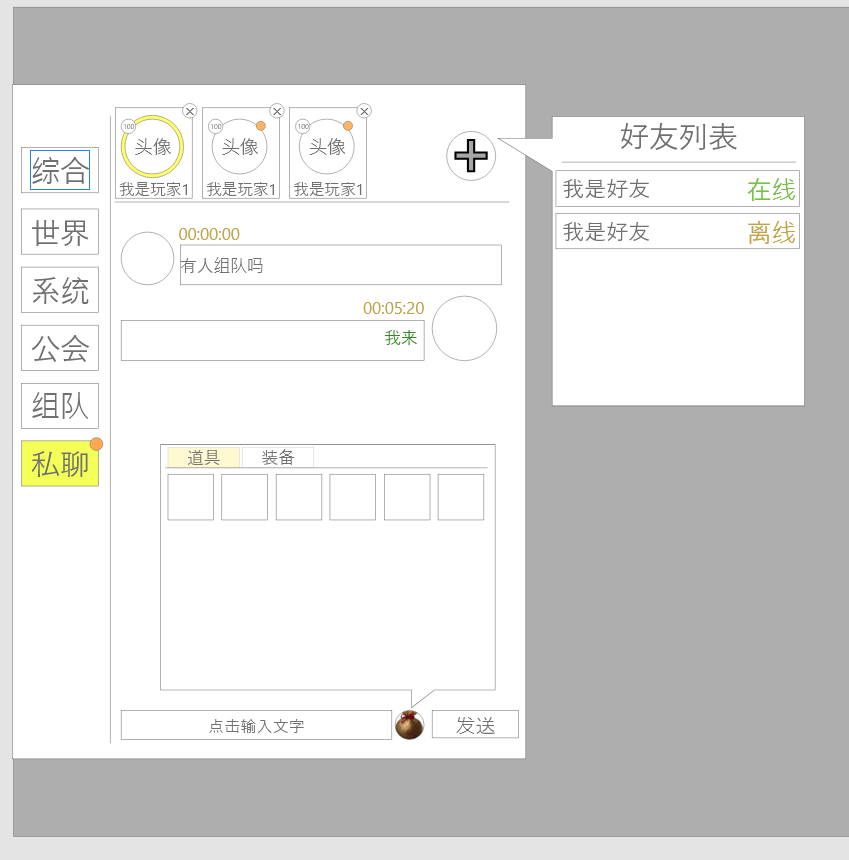 综合
世界
系统
公会
组队
私聊
100
头像
我是玩家1
100
头像
我是玩家1
100
头像
我是玩家1
00:00:00
有人组队吗
00:05:20
我来
道具 装备
点击输入文字
发送
好友列表
我是好友 在线
我是好友 离线